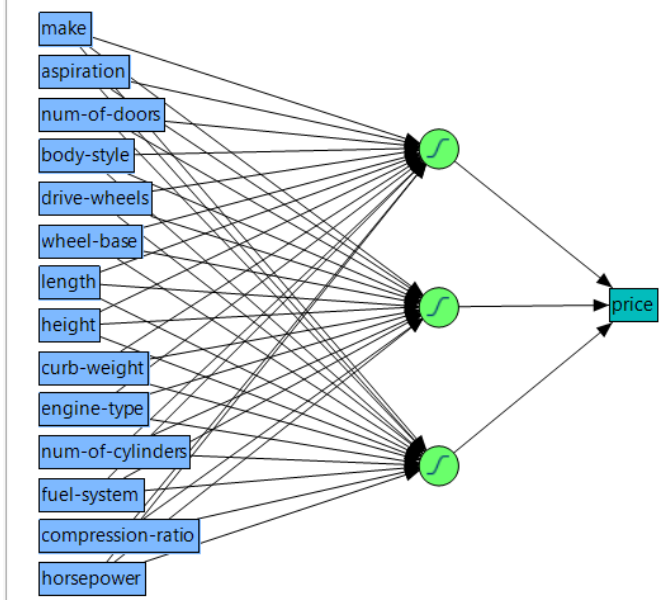 make
aspiration
num-of-doors
body-style
drive-wheels
wheel-base
length
height
curb-weight
engine-type
num-of-cylinders
fuel-system
compression-ratio
horsepower
price